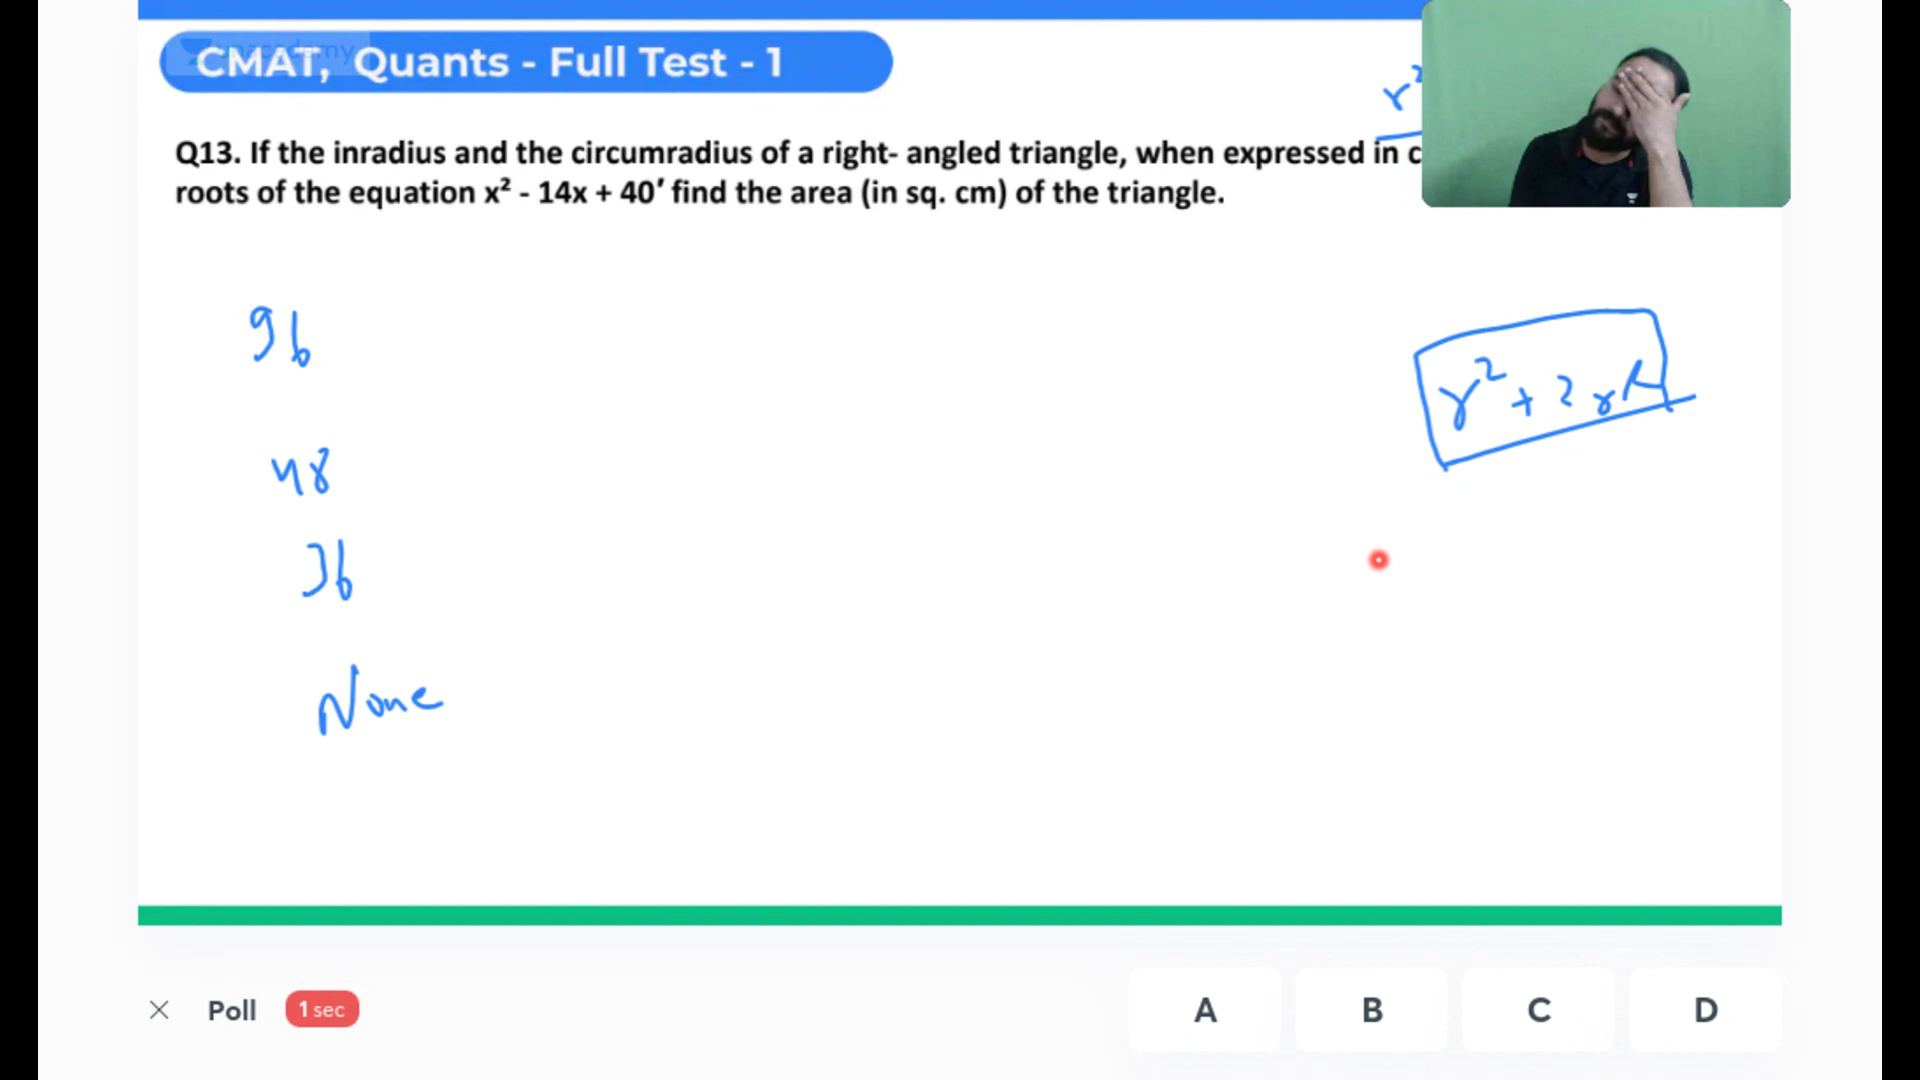 unacademy
CMAT, Quants - Full Test - 1
r²
Q13. If the inradius and the circumradius of a right- angled triangle, when expressed in c
roots of the equation x² - 14x + 40′ find the area (in sq. cm) of the triangle.
96
r² + 2rR
48
36
None
Poll 1 sec A B C D